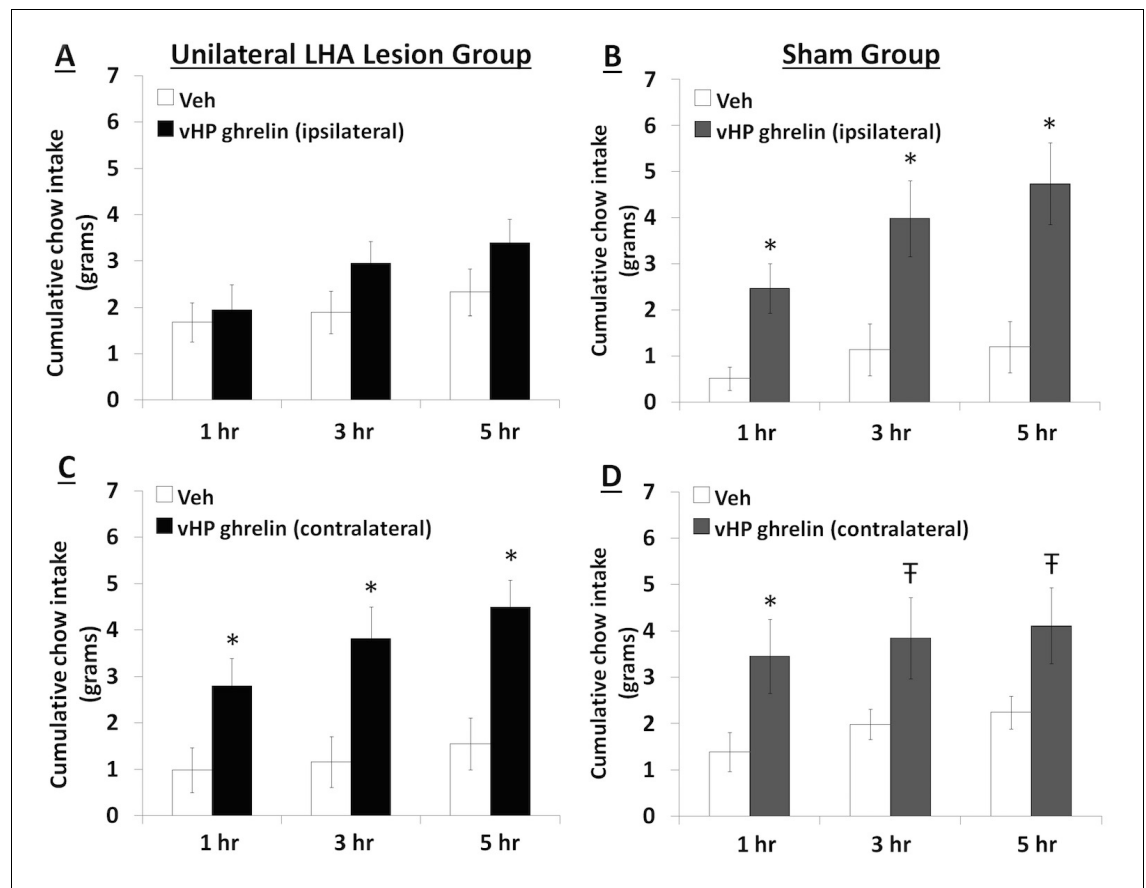 A
Unilateral LHA Lesion Group
7
6
5
4
3
2
1
0
Cumulative chow intake
(grams)
Veh
vHP ghrelin (ipsilateral)
1 hr 3 hr 5 hr
B
Sham Group
7
6
5
4
3
2
1
0
Cumulative chow intake
(grams)
Veh
vHP ghrelin (ipsilateral)
* * *
1 hr 3 hr 5 hr
C
7
6
5
4
3
2
1
0
Cumulative chow intake
(grams)
Veh
vHP ghrelin (contralateral)
* * *
1 hr 3 hr 5 hr
D
7
6
5
4
3
2
1
0
Cumulative chow intake
(grams)
Veh
vHP ghrelin (contralateral)
* Ŧ Ŧ
1 hr 3 hr 5 hr